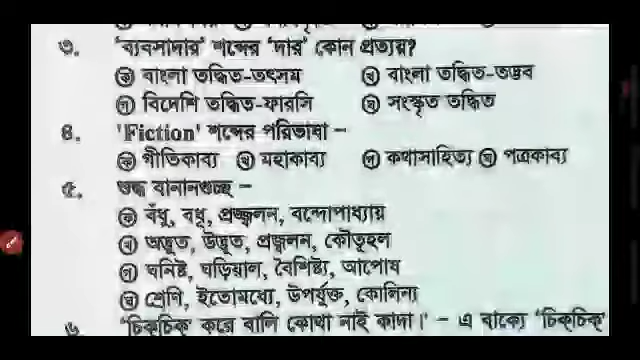 ৩. 'ব্যবসাদার' শব্দের 'দার' কোন প্রত্যয়?
ক বাংলা তদ্ধিত-তৎসম খ বাংলা তদ্ধিত-তদ্ভব
গ বিদেশি তদ্ধিত-ফারসি ঘ সংস্কৃত তদ্ধিত
৪. 'Fiction' শব্দের পরিভাষা –
ক গীতিকাব্য খ মহাকাব্য গ কথাসাহিত্য ঘ পত্রকাব্য
৫. শুদ্ধ বানানগুচ্ছ –
ক বঁধু, বধূ, প্রজ্জ্বলন, বন্দোপাধ্যায়
খ অদ্ভুত, উদ্ভূত, প্রজ্বলন, কৌতূহল
গ ঘনিষ্ট, ঘড়িয়াল, বৈশিষ্ট্য, আপোষ
ঘ শ্রেণি, ইতোমধ্যে, উপর্যুক্ত, কোলিন্য
৬ 'চিক্‌চিক্‌ করে বালি কোথা নাই কাদা।' – এ বাক্যে 'চিক্‌চিক্‌'